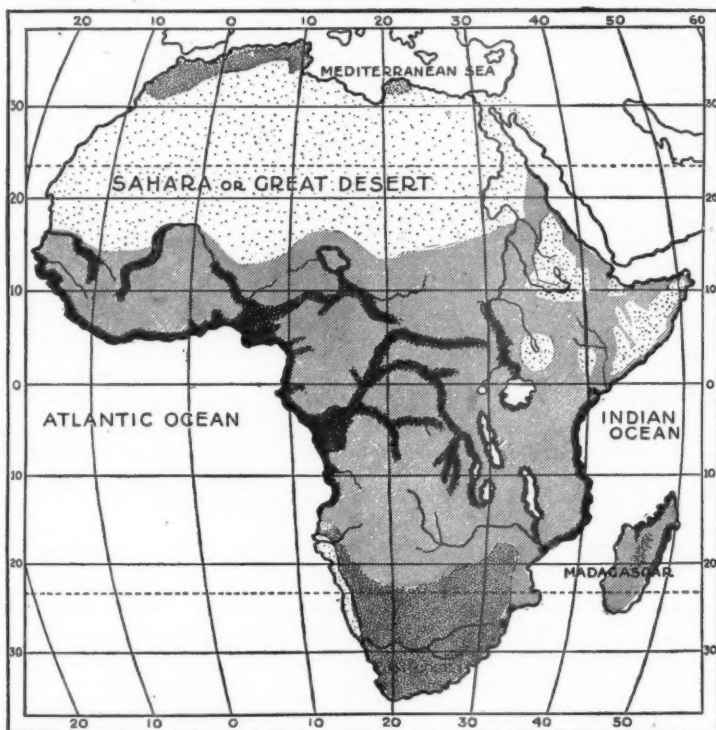 20 10 0 10 20 30 40 50 60
MEDITERRANEAN SEA
30 30
SAHARA OR GREAT DESERT
20 20
10 10
0 0
ATLANTIC OCEAN
INDIAN
OCEAN
10 10
20 20
MADAGASCAR
30 30
20 10 0 10 20 30 40 50